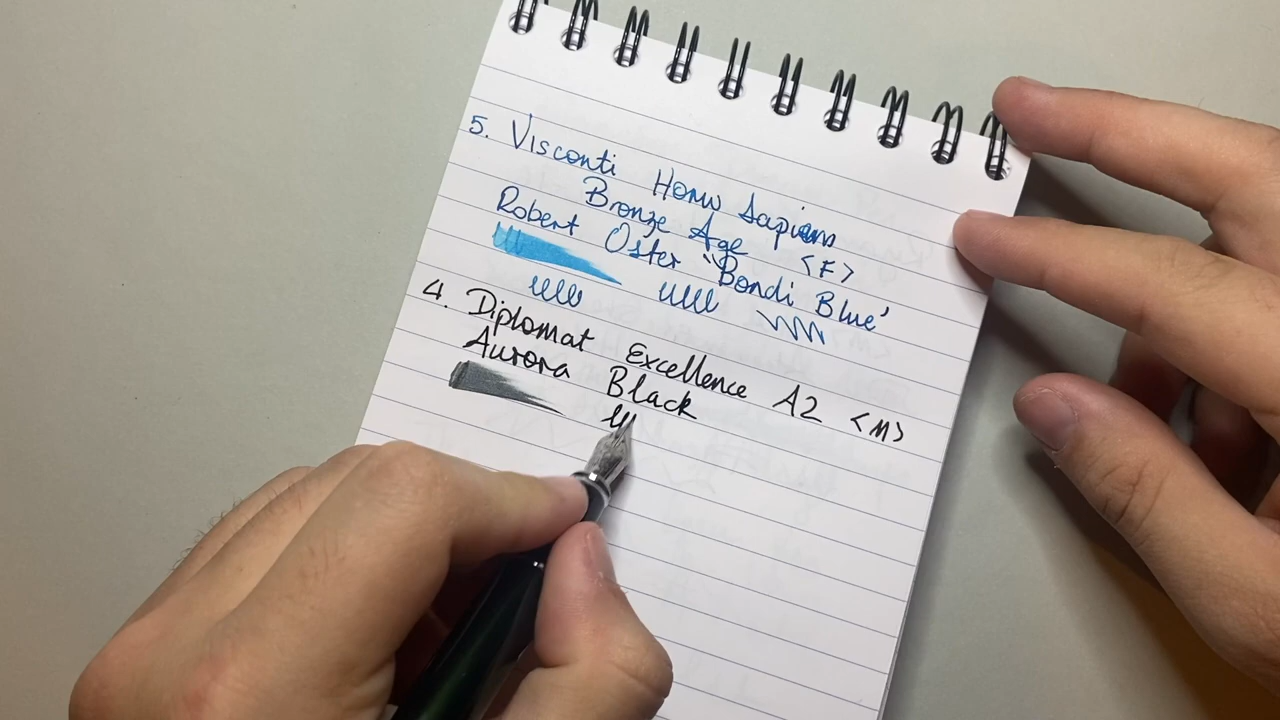 5. Visconti Homo Sapiens
Bronze Age <F>
Robert Oster 'Bondi Blue'
4. Diplomat Excellence A2 <M>
Aurora Black